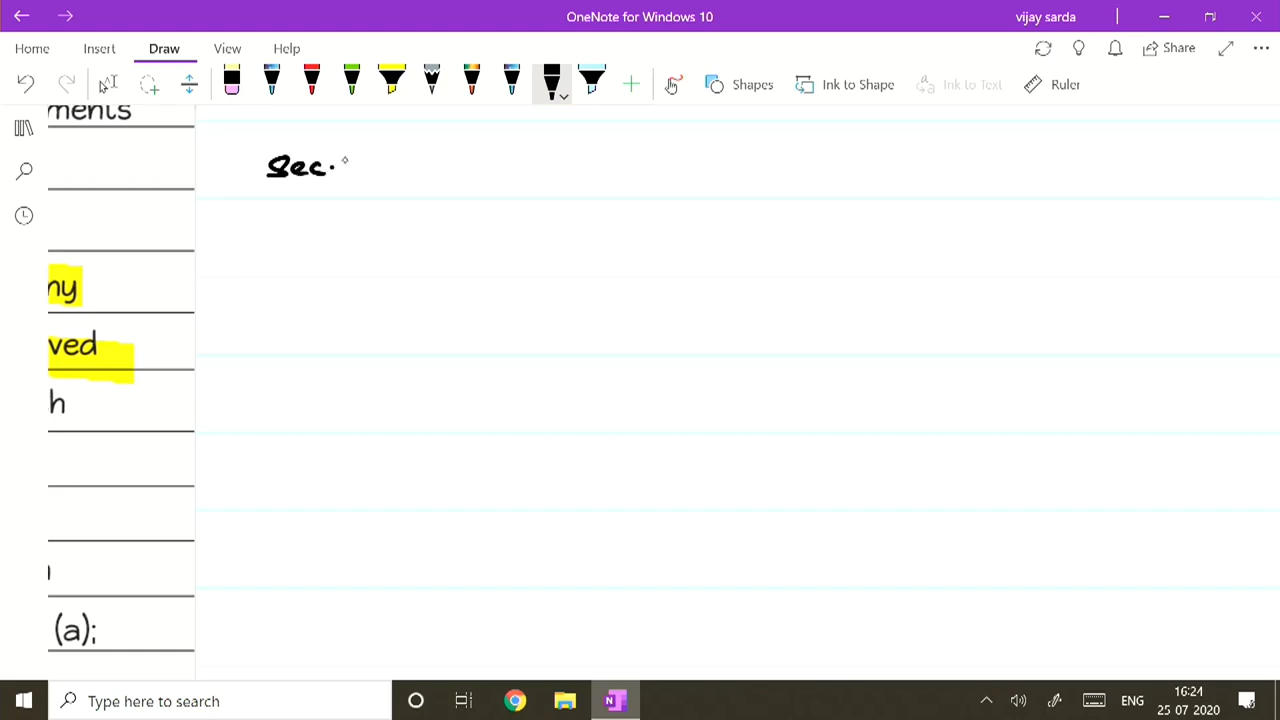 OneNote for Windows 10
vijay sarda
Home Insert Draw View Help
Share
Shapes
Ink to Shape
Ink to Text
Ruler
ments
Sec.
ny
ved
h
(a);
Type here to search
ENG
16:24
25-07-2020